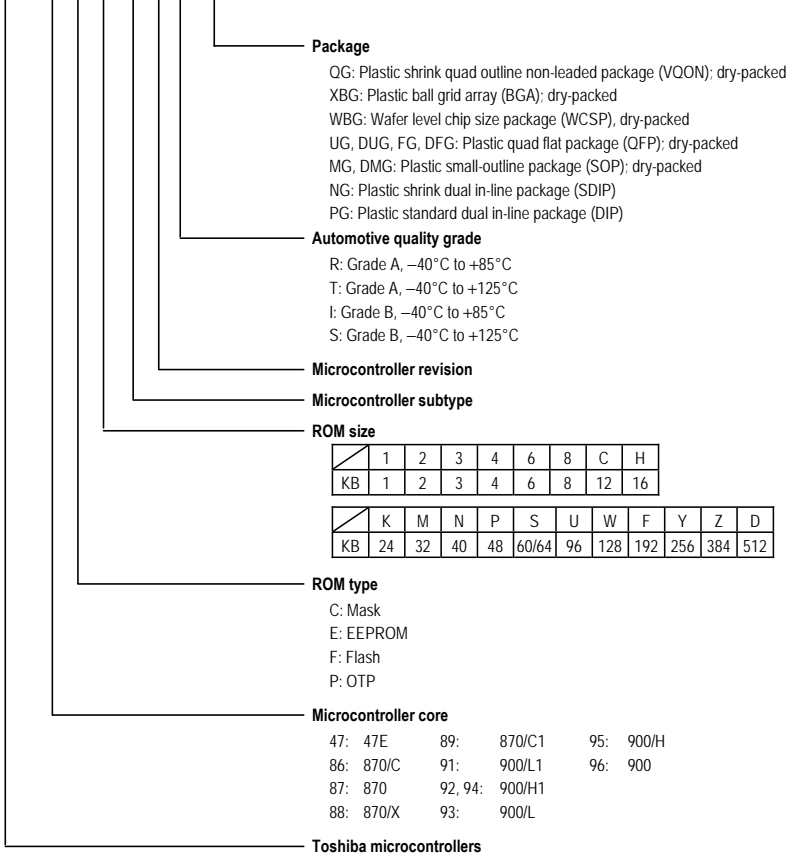 Package
QG: Plastic shrink quad outline non-leaded package (VQON); dry-packed
XBG: Plastic ball grid array (BGA); dry-packed
WBG: Wafer level chip size package (WCSP), dry-packed
UG, DUG, FG, DFG: Plastic quad flat package (QFP); dry-packed
MG, DMG: Plastic small-outline package (SOP); dry-packed
NG: Plastic shrink dual in-line package (SDIP)
PG: Plastic standard dual in-line package (DIP)
Automotive quality grade
R: Grade A, –40°C to +85°C
T: Grade A, –40°C to +125°C
I: Grade B, –40°C to +85°C
S: Grade B, –40°C to +125°C
Microcontroller revision
Microcontroller subtype
ROM size
1 2 3 4 6 8 C H
KB 1 2 3 4 6 8 12 16
K M N P S U W F Y Z D
KB 24 32 40 48 60/64 96 128 192 256 384 512
ROM type
C: Mask
E: EEPROM
F: Flash
P: OTP
Microcontroller core
47: 47E 89: 870/C1 95: 900/H
86: 870/C 91: 900/L1 96: 900
87: 870 92, 94: 900/H1
88: 870/X 93: 900/L
Toshiba microcontrollers